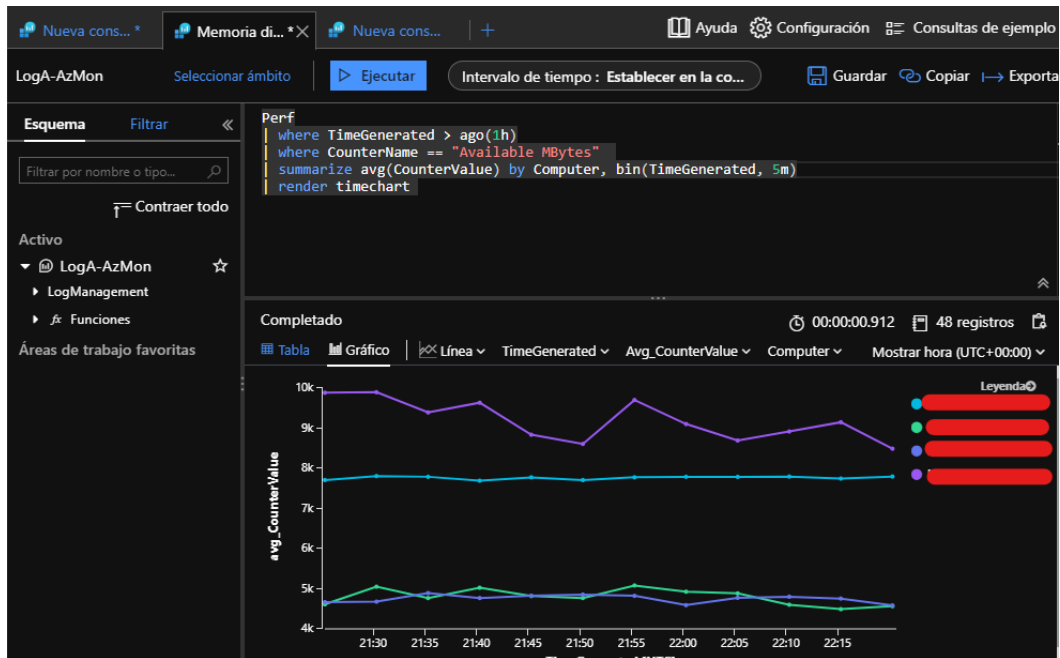 Nueva cons... *
Memoria di... *
Nueva cons...
Ayuda
Configuración
Consultas de ejemplo
LogA-AzMon
Seleccionar ámbito
Ejecutar
Intervalo de tiempo : Establecer en la co...
Guardar
Copiar
Exporta
Esquema
Filtrar
Filtrar por nombre o tipo...
Contraer todo
Activo
LogA-AzMon
LogManagement
fx Funciones
Áreas de trabajo favoritas
Perf
| where TimeGenerated > ago(1h)
| where CounterName == "Available MBytes"
| summarize avg(CounterValue) by Computer, bin(TimeGenerated, 5m)
| render timechart
Completado
00:00:00.912
48 registros
Tabla
Gráfico
Línea
TimeGenerated
Avg_CounterValue
Computer
Mostrar hora (UTC+00:00)
Leyenda
avg_CounterValue
10k
9k
8k
7k
6k
5k
4k
21:30 21:35 21:40 21:45 21:50 21:55 22:00 22:05 22:10 22:15